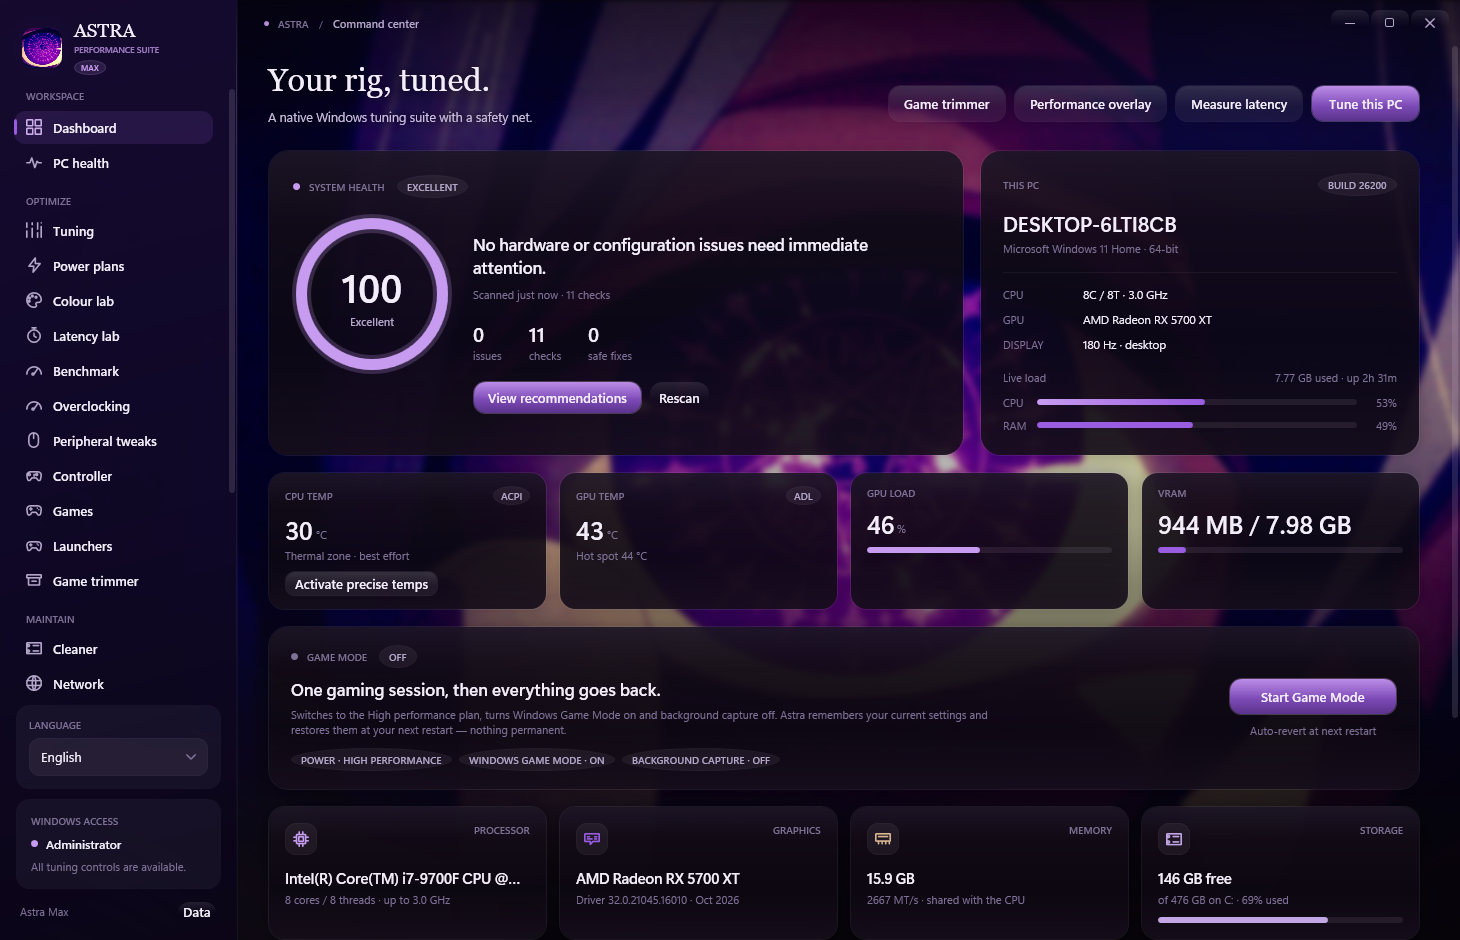 ASTRA
PERFORMANCE SUITE
MAX
WORKSPACE
Dashboard
PC health
OPTIMIZE
Tuning
Power plans
Colour lab
Latency lab
Benchmark
Overclocking
Peripheral tweaks
Controller
Games
Launchers
Game trimmer
MAINTAIN
Cleaner
Network
LANGUAGE
English
WINDOWS ACCESS
Administrator
All tuning controls are available.
Astra Max
Data
ASTRA / Command center
Your rig, tuned.
A native Windows tuning suite with a safety net.
Game trimmer
Performance overlay
Measure latency
Tune this PC
SYSTEM HEALTH
EXCELLENT
100
Excellent
No hardware or configuration issues need immediate
attention.
Scanned just now · 11 checks
0 11 0
issues checks safe fixes
View recommendations
Rescan
THIS PC
BUILD 26200
DESKTOP-6LTI8CB
Microsoft Windows 11 Home · 64-bit
CPU 8C / 8T · 3.0 GHz
GPU AMD Radeon RX 5700 XT
DISPLAY 180 Hz · desktop
Live load 7.77 GB used · up 2h 31m
CPU 53%
RAM 49%
CPU TEMP ACPI
30 °C
Thermal zone · best effort
Activate precise temps
GPU TEMP ADL
43 °C
Hot spot 44 °C
GPU LOAD
46 %
VRAM
944 MB / 7.98 GB
GAME MODE OFF
One gaming session, then everything goes back.
Switches to the High performance plan, turns Windows Game Mode on and background capture off. Astra remembers your current settings and
restores them at your next restart — nothing permanent.
POWER · HIGH PERFORMANCE
WINDOWS GAME MODE · ON
BACKGROUND CAPTURE · OFF
Start Game Mode
Auto-revert at next restart
PROCESSOR
Intel(R) Core(TM) i7-9700F CPU @...
8 cores / 8 threads · up to 3.0 GHz
GRAPHICS
AMD Radeon RX 5700 XT
Driver 32.0.21045.16010 · Oct 2026
MEMORY
15.9 GB
2667 MT/s · shared with the CPU
STORAGE
146 GB free
of 476 GB on C: · 69% used